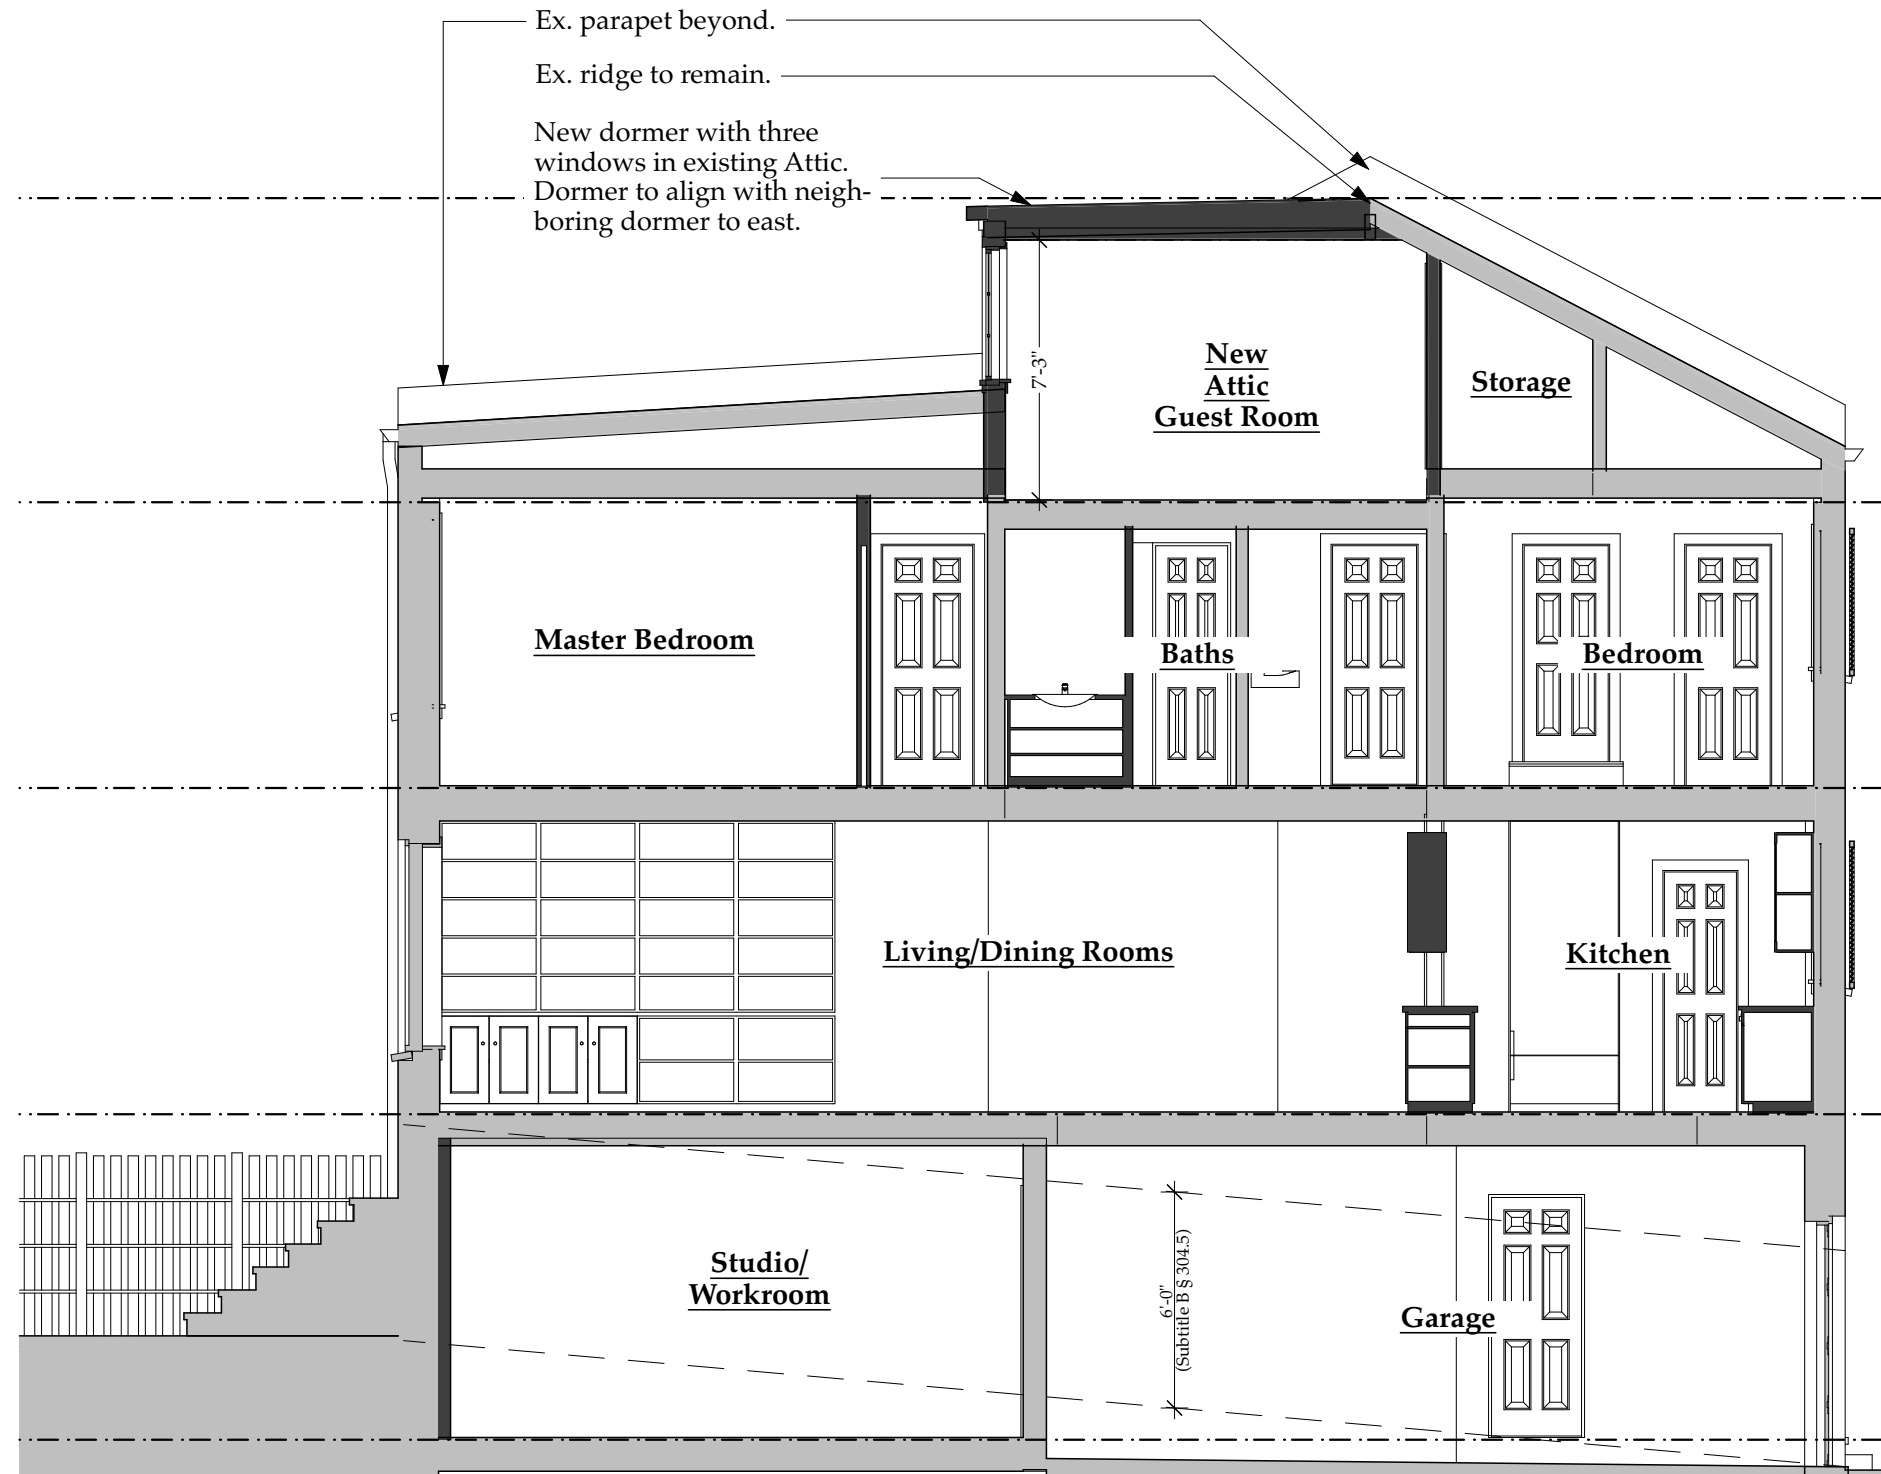 Ex. parapet beyond.
Ex. ridge to remain.
New dormer with three
windows in existing Attic.
Dormer to align with neigh-
boring dormer to east.
7'-3"
New
Attic
Guest Room
Storage
Master Bedroom
Baths
Bedroom
Living/Dining Rooms
Kitchen
Studio/
Workroom
6'-0"
(Subtitle B § 304.5)
Garage